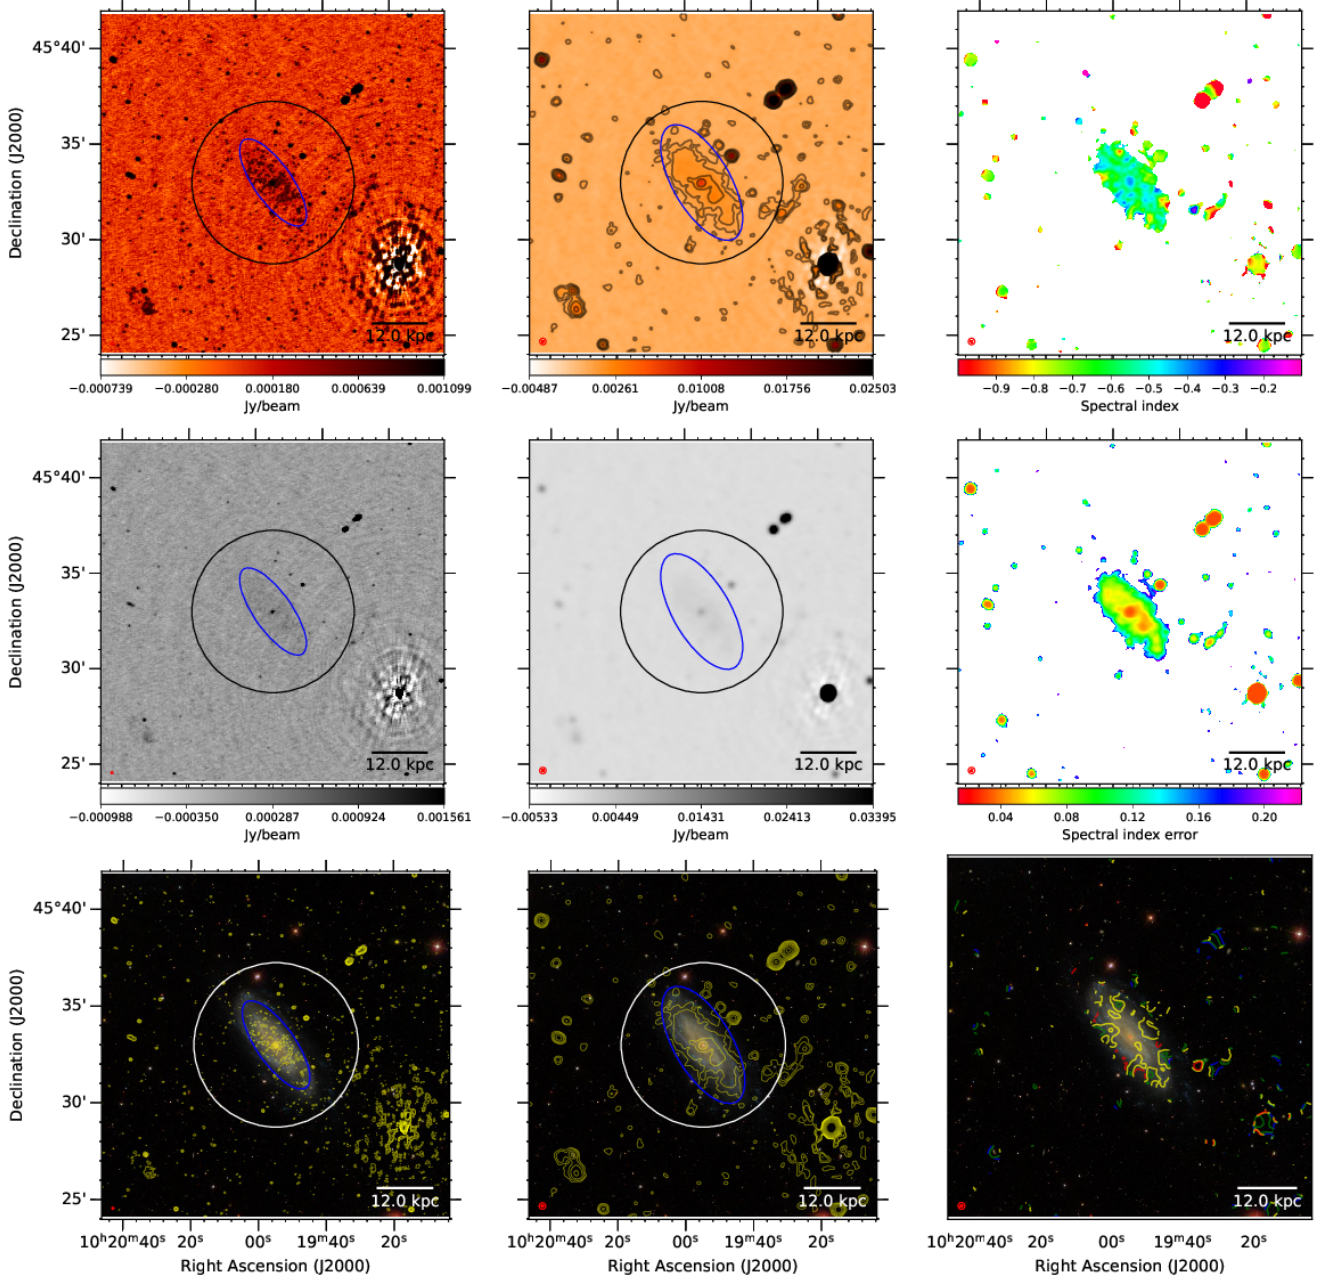 45°40'
35'
30'
25'
Declination (J2000)
12.0 kpc
12.0 kpc
12.0 kpc
−0.000739 −0.000280 0.000180 0.000639 0.001099
Jy/beam
−0.00487 0.00261 0.01008 0.01756 0.02503
Jy/beam
−0.9 −0.8 −0.7 −0.6 −0.5 −0.4 −0.3 −0.2
Spectral index
45°40'
35'
30'
25'
Declination (J2000)
12.0 kpc
12.0 kpc
12.0 kpc
−0.000988 −0.000350 0.000287 0.000924 0.001561
Jy/beam
−0.00533 0.00449 0.01431 0.02413 0.03395
Jy/beam
0.04 0.08 0.12 0.16 0.20
Spectral index error
45°40'
35'
30'
25'
Declination (J2000)
12.0 kpc
12.0 kpc
12.0 kpc
10ʰ20ᵐ40ˢ 20ˢ 00ˢ 19ᵐ40ˢ 20ˢ
Right Ascension (J2000)
10ʰ20ᵐ40ˢ 20ˢ 00ˢ 19ᵐ40ˢ 20ˢ
Right Ascension (J2000)
10ʰ20ᵐ40ˢ 20ˢ 00ˢ 19ᵐ40ˢ 20ˢ
Right Ascension (J2000)